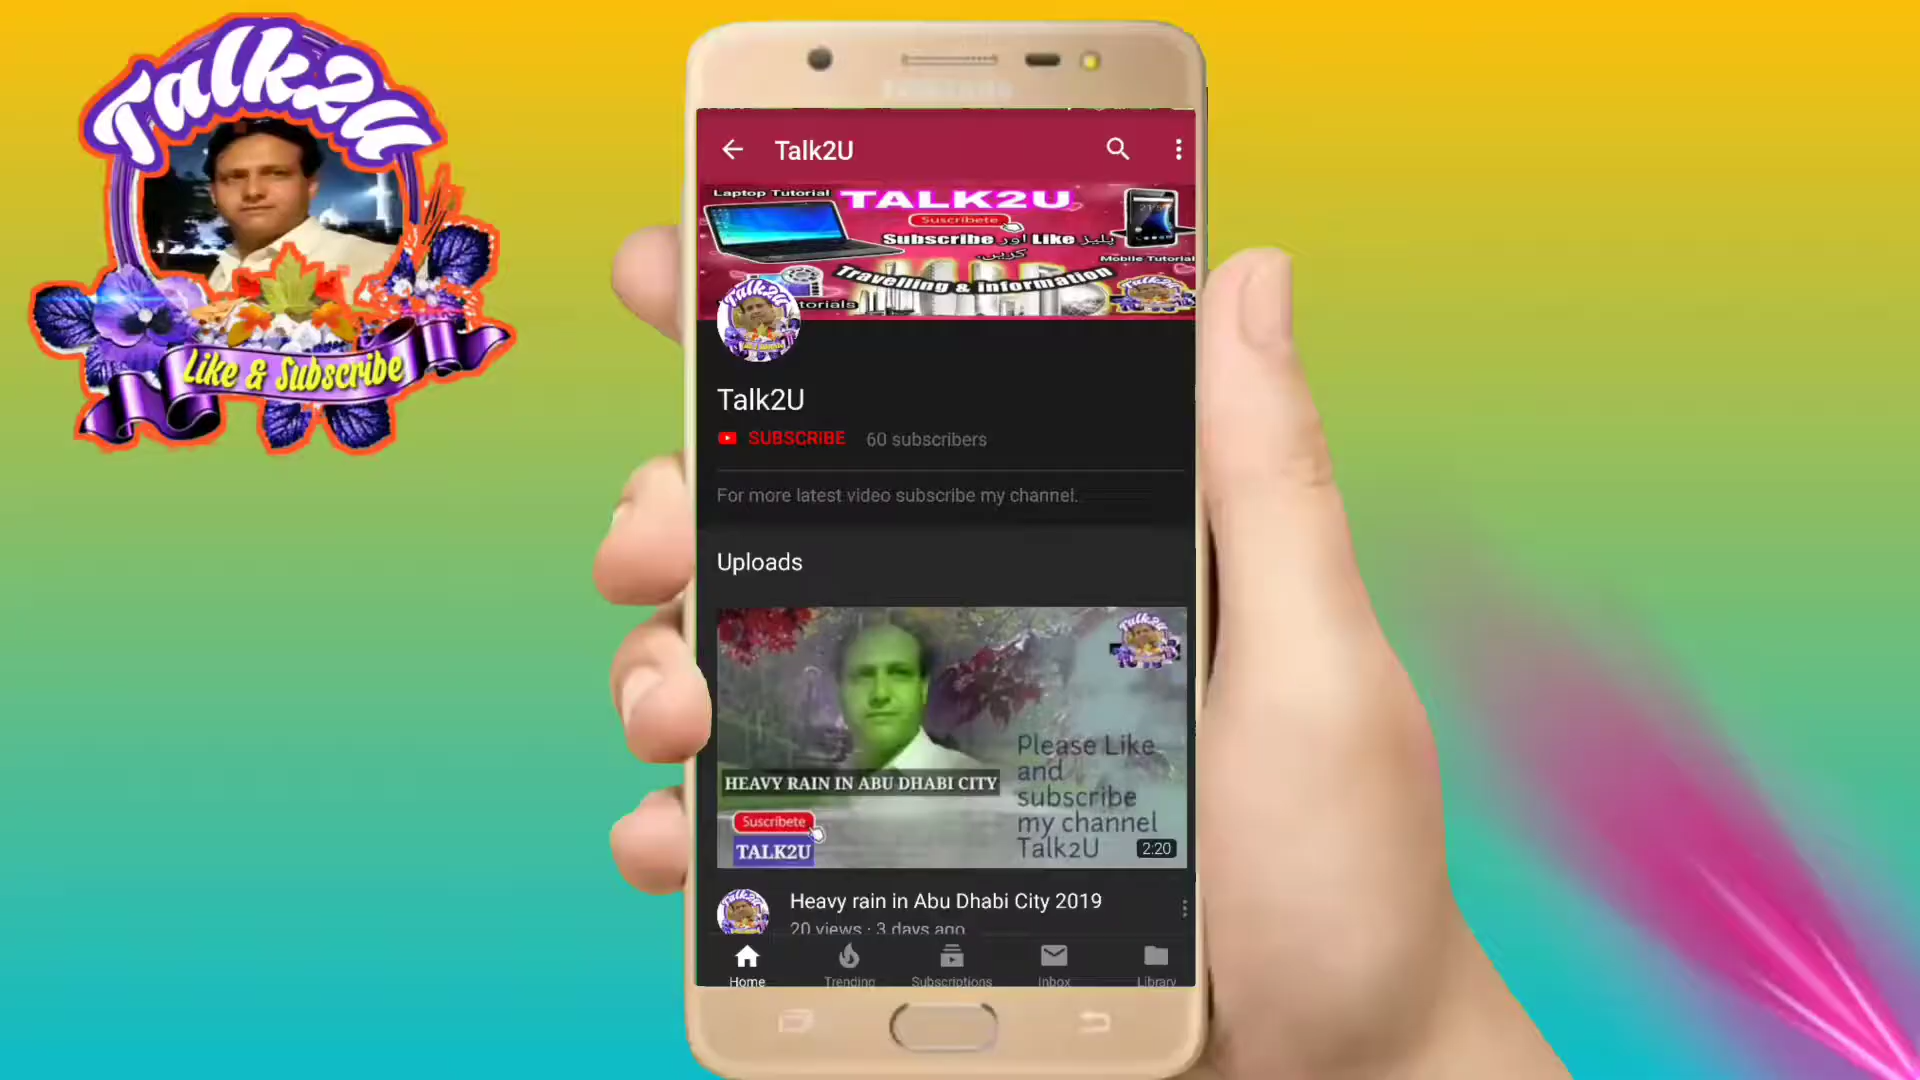 Talk2U
Like & Subscribe
Talk2U
Laptop Tutorial
TALK2U
Suscribete
پلیز Like اور Subscribe
کریں.
Mobile Tutorial
Travelling & information
torials
Talk2U
SUBSCRIBE 60 subscribers
For more latest video subscribe my channel.
Uploads
Talk2U
HEAVY RAIN IN ABU DHABI CITY
Suscribete
TALK2U
Please Like
and
subscribe
my channel
Talk2U
2:20
Heavy rain in Abu Dhabi City 2019
20 views · 3 days ago
Home Trending Subscriptions Inbox Library